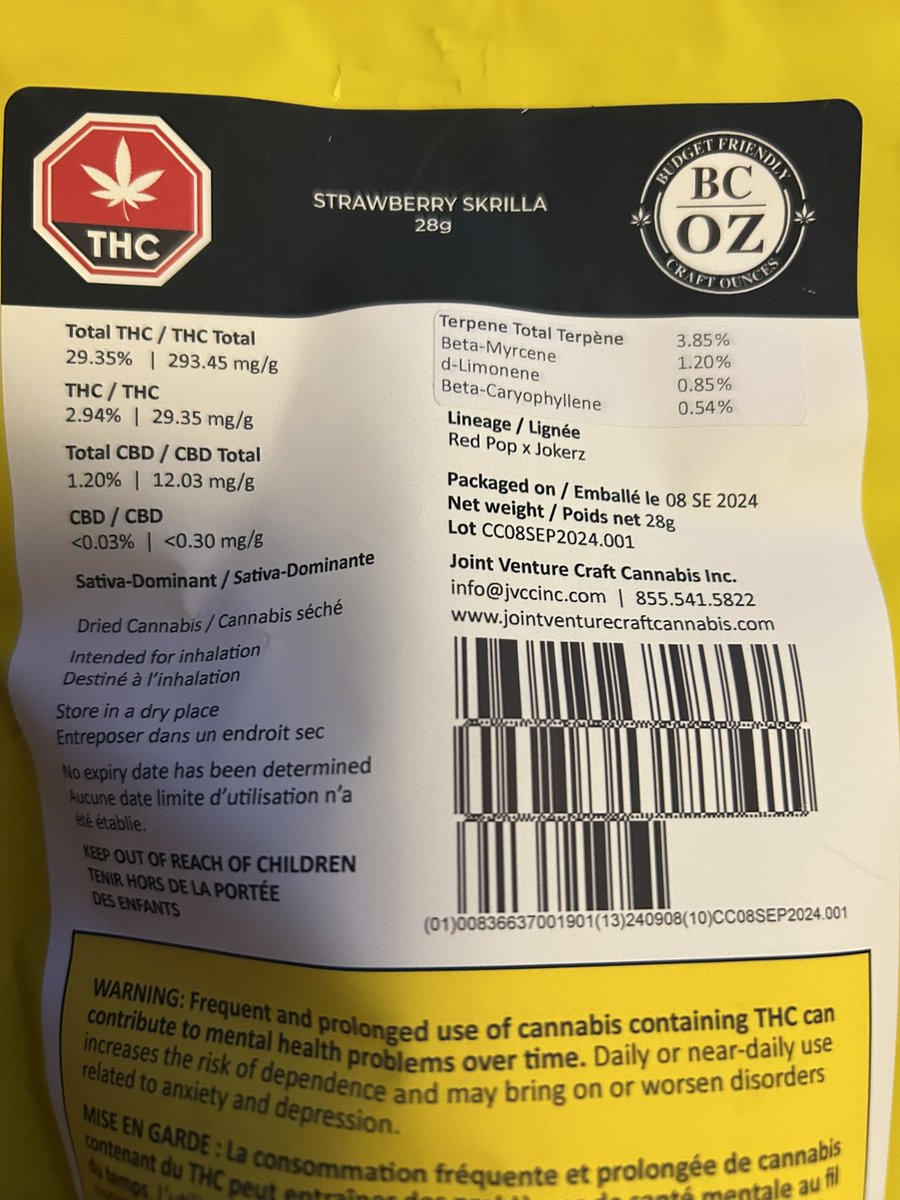 THC
STRAWBERRY SKRILLA
28g
BUDGET FRIENDLY
BC
OZ
CRAFT OUNCES
Total THC / THC Total
29.35% | 293.45 mg/g
THC / THC
2.94% | 29.35 mg/g
Total CBD / CBD Total
1.20% | 12.03 mg/g
CBD / CBD
<0.03% | <0.30 mg/g
Sativa-Dominant / Sativa-Dominante
Dried Cannabis / Cannabis séché
Intended for inhalation
Destiné à l'inhalation
Store in a dry place
Entreposer dans un endroit sec
No expiry date has been determined
Aucune date limite d'utilisation n'a
été établie.
KEEP OUT OF REACH OF CHILDREN
TENIR HORS DE LA PORTÉE
DES ENFANTS
Terpene Total Terpène 3.85%
Beta-Myrcene 1.20%
d-Limonene 0.85%
Beta-Caryophyllene 0.54%
Lineage / Lignée
Red Pop x Jokerz
Packaged on / Emballé le 08 SE 2024
Net weight / Poids net 28g
Lot CC08SEP2024.001
Joint Venture Craft Cannabis Inc.
info@jvccinc.com | 855.541.5822
www.jointventurecraftcannabis.com
(01)00836637001901(13)240908(10)CC08SEP2024.001
WARNING: Frequent and prolonged use of cannabis containing THC can
contribute to mental health problems over time. Daily or near-daily use
increases the risk of dependence and may bring on or worsen disorders
related to anxiety and depression.
MISE EN GARDE : La consommation fréquente et prolongée de cannabis
contenant du THC peut entraîner des de santé mentale au fil
du temps.